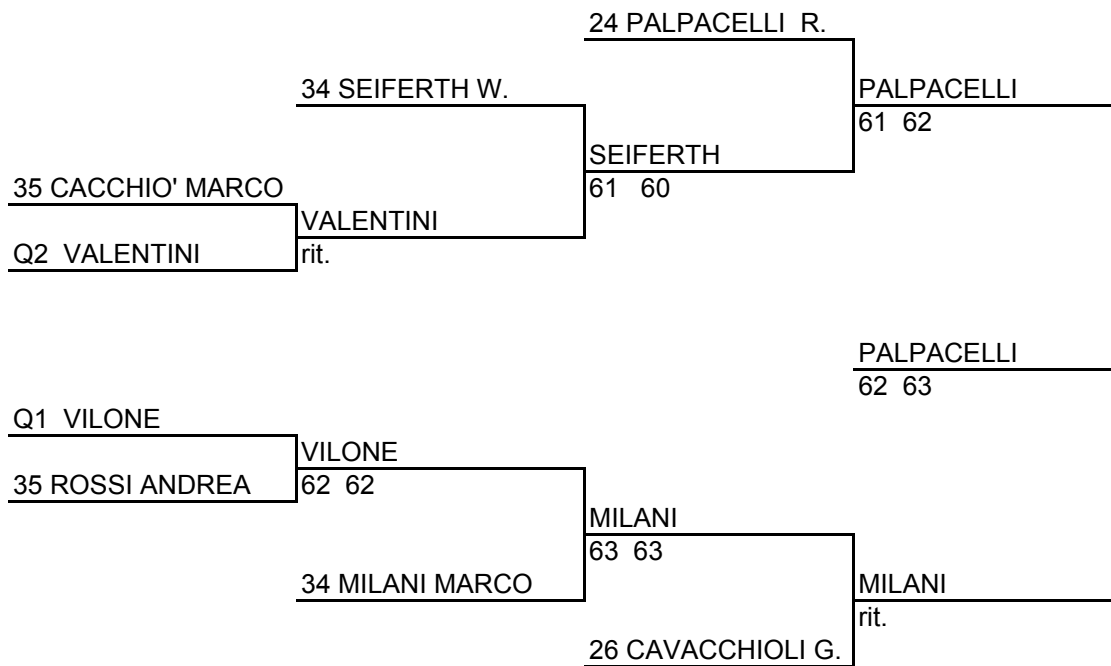 24 PALPACELLI R.
34 SEIFERTH W.
PALPACELLI
61 62
SEIFERTH
61 60
35 CACCHIO' MARCO
VALENTINI
Q2 VALENTINI
rit.
PALPACELLI
62 63
Q1 VILONE
VILONE
35 ROSSI ANDREA
62 62
MILANI
63 63
34 MILANI MARCO
MILANI
rit.
26 CAVACCHIOLI G.